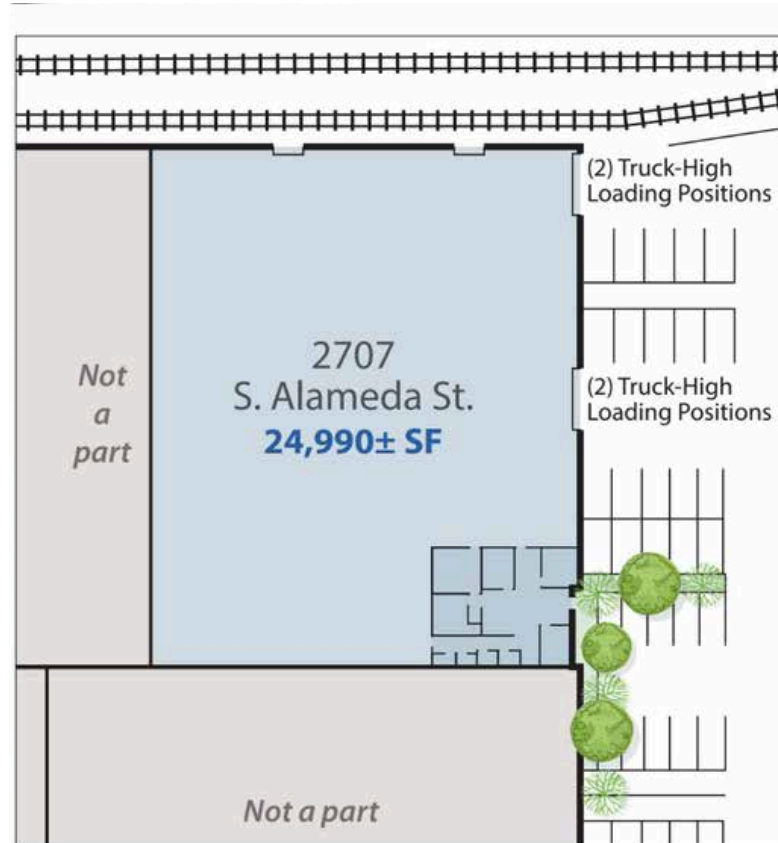 (2) Truck-High
Loading Positions
2707
S. Alameda St.
24,990± SF
Not
a
part
(2) Truck-High
Loading Positions
Not a part